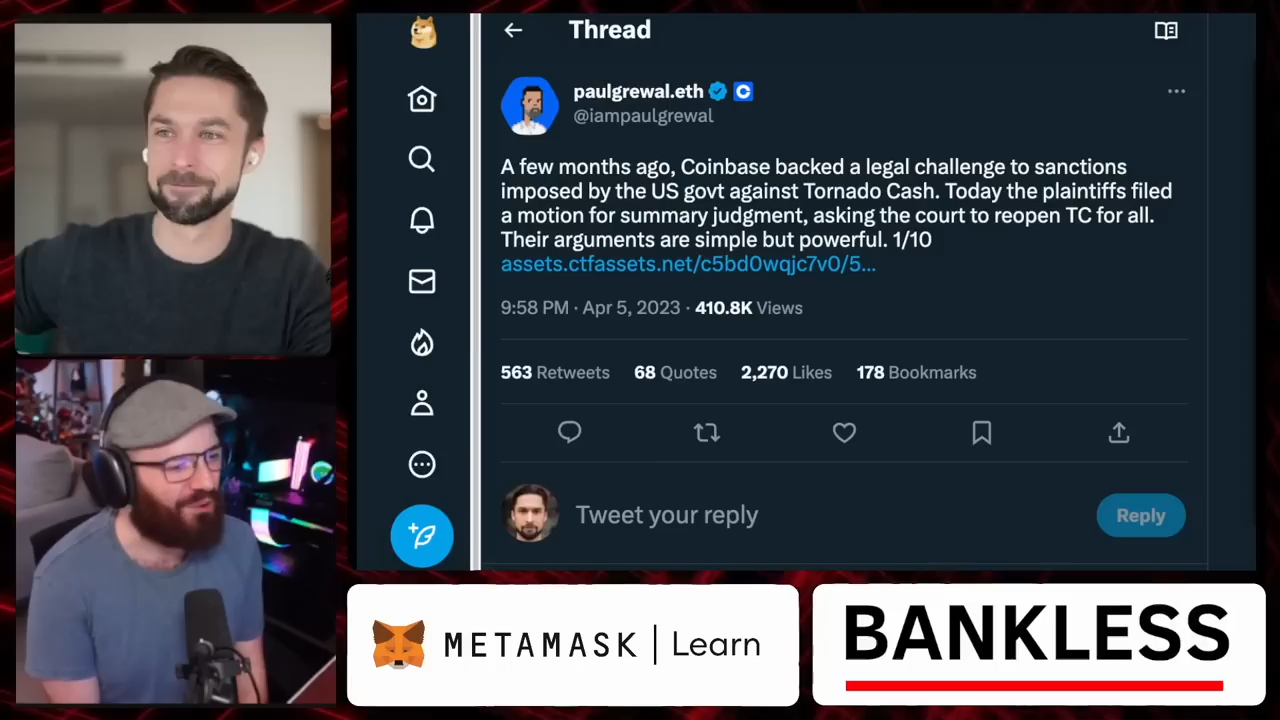 Thread
paulgrewal.eth
@iampaulgrewal
A few months ago, Coinbase backed a legal challenge to sanctions
imposed by the US govt against Tornado Cash. Today the plaintiffs filed
a motion for summary judgment, asking the court to reopen TC for all.
Their arguments are simple but powerful. 1/10
assets.ctfassets.net/c5bd0wqjc7v0/5...
9:58 PM · Apr 5, 2023 · 410.8K Views
563 Retweets 68 Quotes 2,270 Likes 178 Bookmarks
Tweet your reply
Reply
METAMASK | Learn
BANKLESS